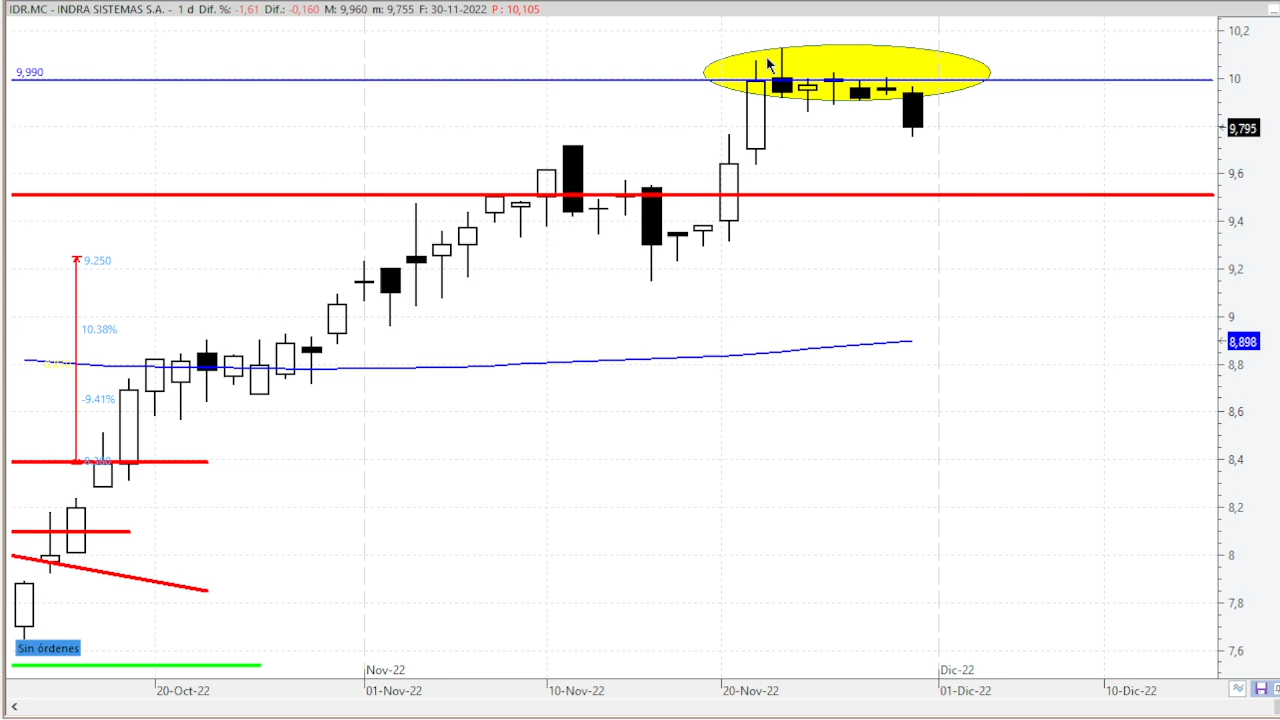 IDR.MC - INDRA SISTEMAS S.A. - 1 d Dif. %: -1,61 Dif.: -0,160 M: 9,960 m: 9,755 F: 30-11-2022 P: 10,105
10,2
9,990
10
9,795
9,6
9,4
9.250
9,2
9
10.38%
8,898
8,8
-9.41%
8,6
8,4
8,2
8
7,8
Sin órdenes
7,6
Nov-22
Dic-22
20-Oct-22
01-Nov-22
10-Nov-22
20-Nov-22
01-Dic-22
10-Dic-22